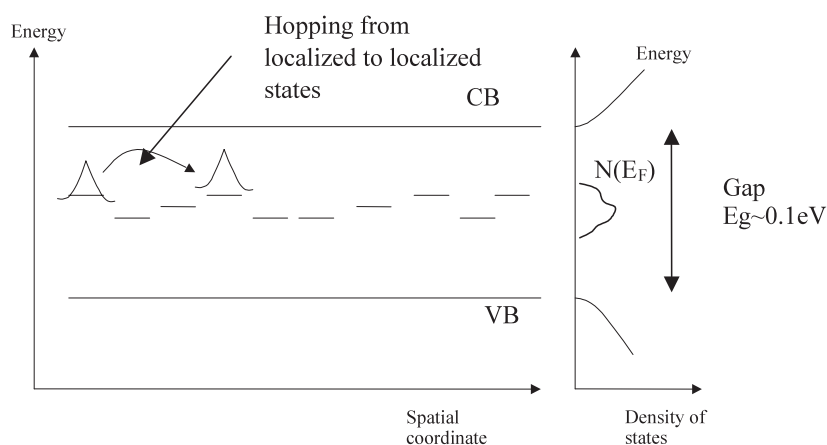 Energy
Hopping from
localized to localized
states
CB
VB
Spatial
coordinate
Energy
N(E_F)
Gap
Eg~0.1eV
Density of
states